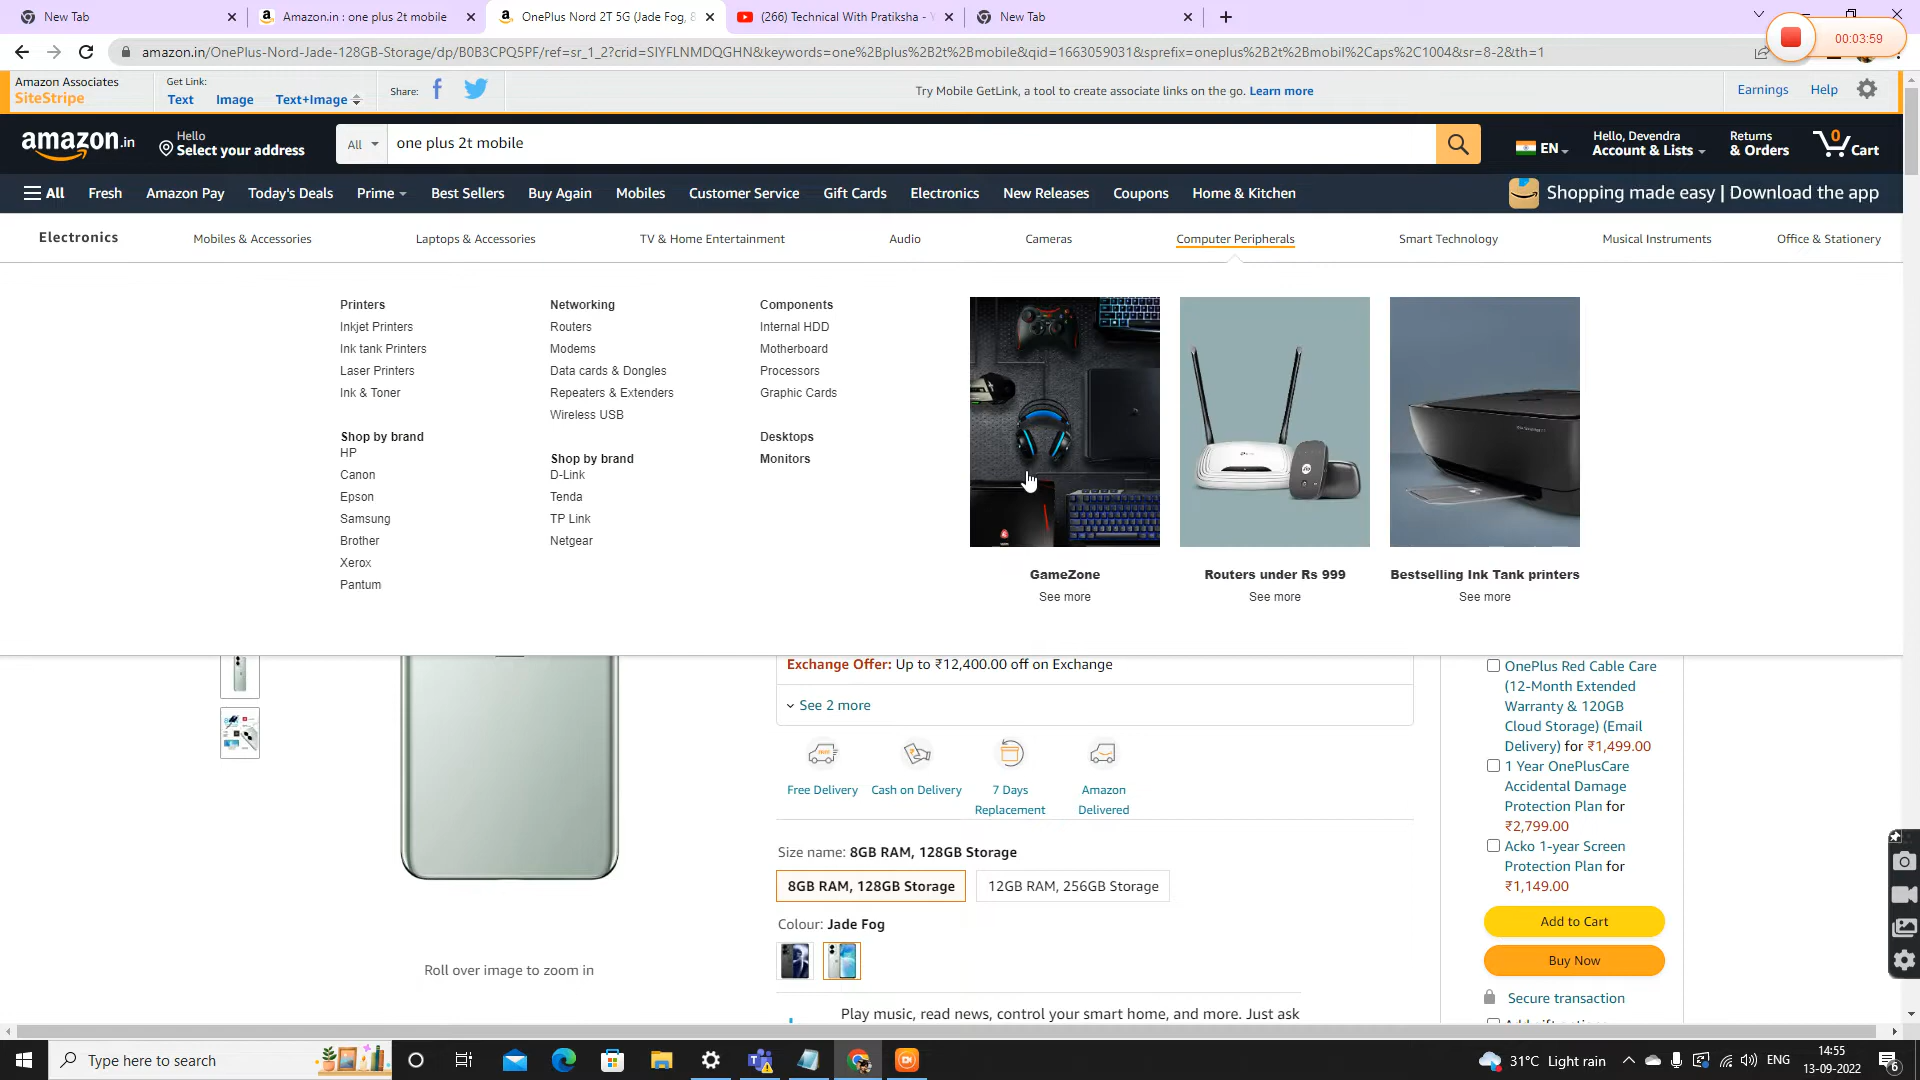 New Tab
Amazon.in : one plus 2t mobile
OnePlus Nord 2T 5G (Jade Fog, 8
(266) Technical With Pratiksha - Y
New Tab
amazon.in/OnePlus-Nord-Jade-128GB-Storage/dp/B0B3CPQ5PF/ref=sr_1_2?crid=SIYFLNMDQGHN&keywords=one%2Bplus%2B2t%2Bmobile&qid=1663059031&sprefix=oneplus%2B2t%2Bmobil%2Caps%2C1004&sr=8-2&th=1
00:03:59
Amazon Associates
SiteStripe
Get Link:
Text Image Text+Image
Share:
Try Mobile GetLink, a tool to create associate links on the go. Learn more
Earnings Help
amazon.in
Hello
Select your address
All
one plus 2t mobile
EN
Hello, Devendra
Account & Lists
Returns
& Orders
0
Cart
All Fresh Amazon Pay Today's Deals Prime Best Sellers Buy Again Mobiles Customer Service Gift Cards Electronics New Releases Coupons Home & Kitchen
Shopping made easy | Download the app
Electronics Mobiles & Accessories Laptops & Accessories TV & Home Entertainment Audio Cameras Computer Peripherals Smart Technology Musical Instruments Office & Stationery
Printers
Inkjet Printers
Ink tank Printers
Laser Printers
Ink & Toner
Shop by brand
HP
Canon
Epson
Samsung
Brother
Xerox
Pantum
Networking
Routers
Modems
Data cards & Dongles
Repeaters & Extenders
Wireless USB
Shop by brand
D-Link
Tenda
TP Link
Netgear
Components
Internal HDD
Motherboard
Processors
Graphic Cards
Desktops
Monitors
GameZone
See more
Routers under Rs 999
See more
Bestselling Ink Tank printers
See more
Exchange Offer: Up to ₹12,400.00 off on Exchange
See 2 more
Free Delivery
Cash on Delivery
7 Days
Replacement
Amazon
Delivered
Size name: 8GB RAM, 128GB Storage
8GB RAM, 128GB Storage
12GB RAM, 256GB Storage
Colour: Jade Fog
Roll over image to zoom in
Play music, read news, control your smart home, and more. Just ask
OnePlus Red Cable Care
(12-Month Extended
Warranty & 120GB
Cloud Storage) (Email
Delivery) for ₹1,499.00
1 Year OnePlusCare
Accidental Damage
Protection Plan for
₹2,799.00
Acko 1-year Screen
Protection Plan for
₹1,149.00
Add to Cart
Buy Now
Secure transaction
Type here to search
31°C Light rain
ENG
14:55
13-09-2022
6